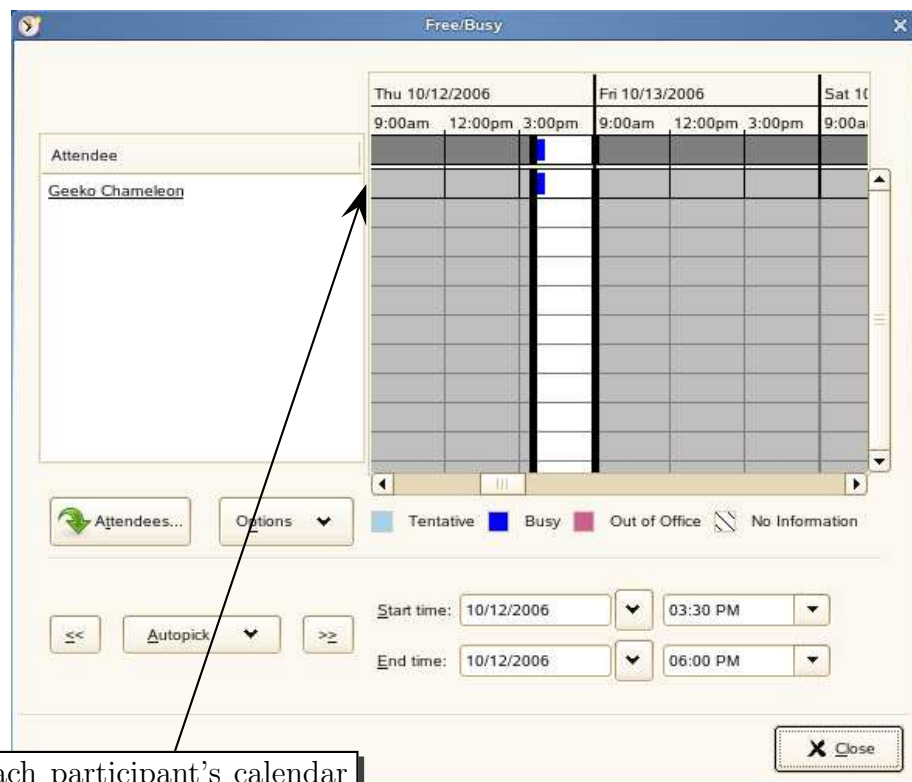 Free/Busy
Thu 10/12/2006 Fri 10/13/2006 Sat 10
9:00am 12:00pm 3:00pm 9:00am 12:00pm 3:00pm 9:00a
Attendee
Geeko Chameleon
Attendees... Options
Tentative Busy Out of Office No Information
Start time: 10/12/2006 03:30 PM
<< Autopick >>
End time: 10/12/2006 06:00 PM
Close
ach participant's calendar